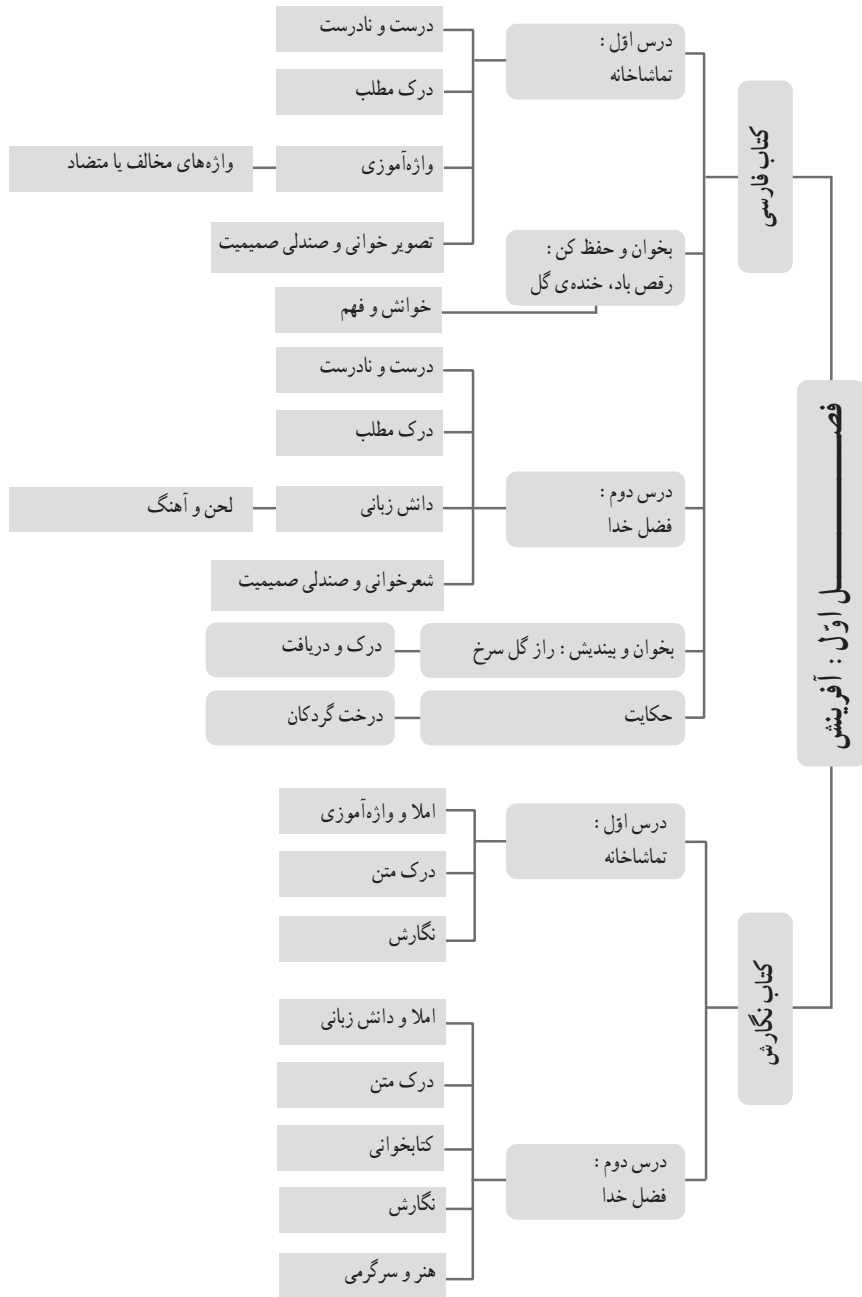 فصل اوّل : آفرینش
کتاب فارسی
درس اوّل :
تماشاخانه
درست و نادرست
درک مطلب
واژه‌آموزی
واژه‌های مخالف یا متضاد
تصویر خوانی و صندلی صمیمیت
بخوان و حفظ کن :
رقص باد، خنده‌ی گل
خوانش و فهم
درس دوم :
فضل خدا
درست و نادرست
درک مطلب
دانش زبانی
لحن و آهنگ
شعرخوانی و صندلی صمیمیت
بخوان و بیندیش : راز گل سرخ
درک و دریافت
حکایت
درخت گردکان
کتاب نگارش
درس اوّل :
تماشاخانه
املا و واژه‌آموزی
درک متن
نگارش
درس دوم :
فضل خدا
املا و دانش زبانی
درک متن
کتابخوانی
نگارش
هنر و سرگرمی